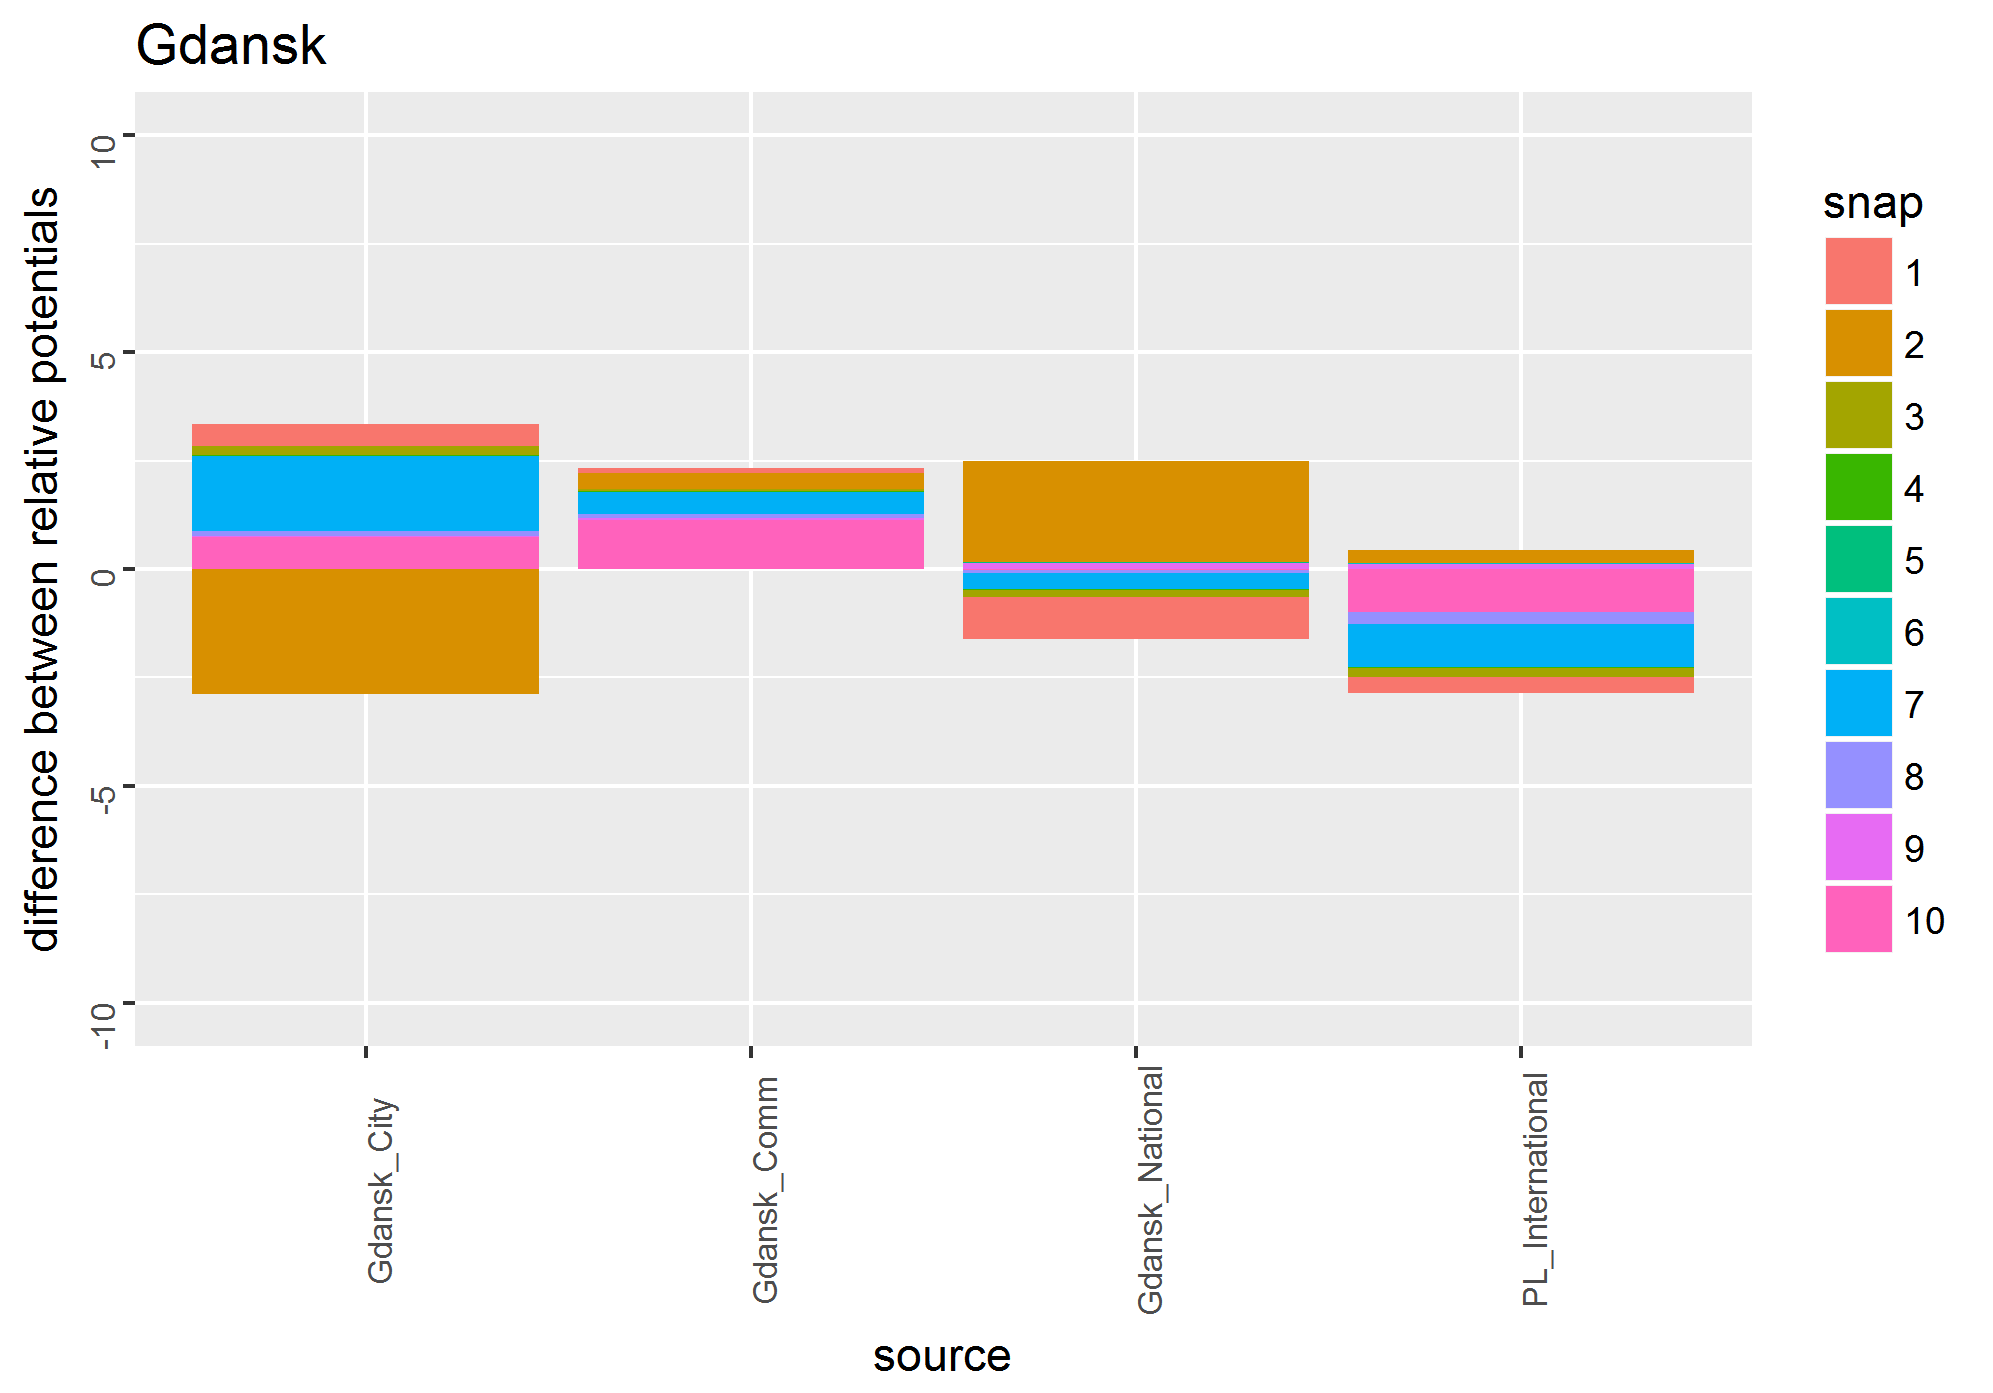 Gdansk
difference between relative potentials
10
5
0
-5
-10
Gdansk_City
Gdansk_Comm
Gdansk_National
PL_International
source
snap
1
2
3
4
5
6
7
8
9
10